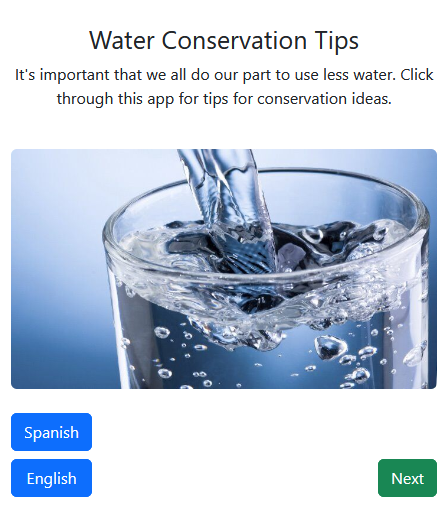 Water Conservation Tips
It's important that we all do our part to use less water. Click
through this app for tips for conservation ideas.
Spanish
English
Next